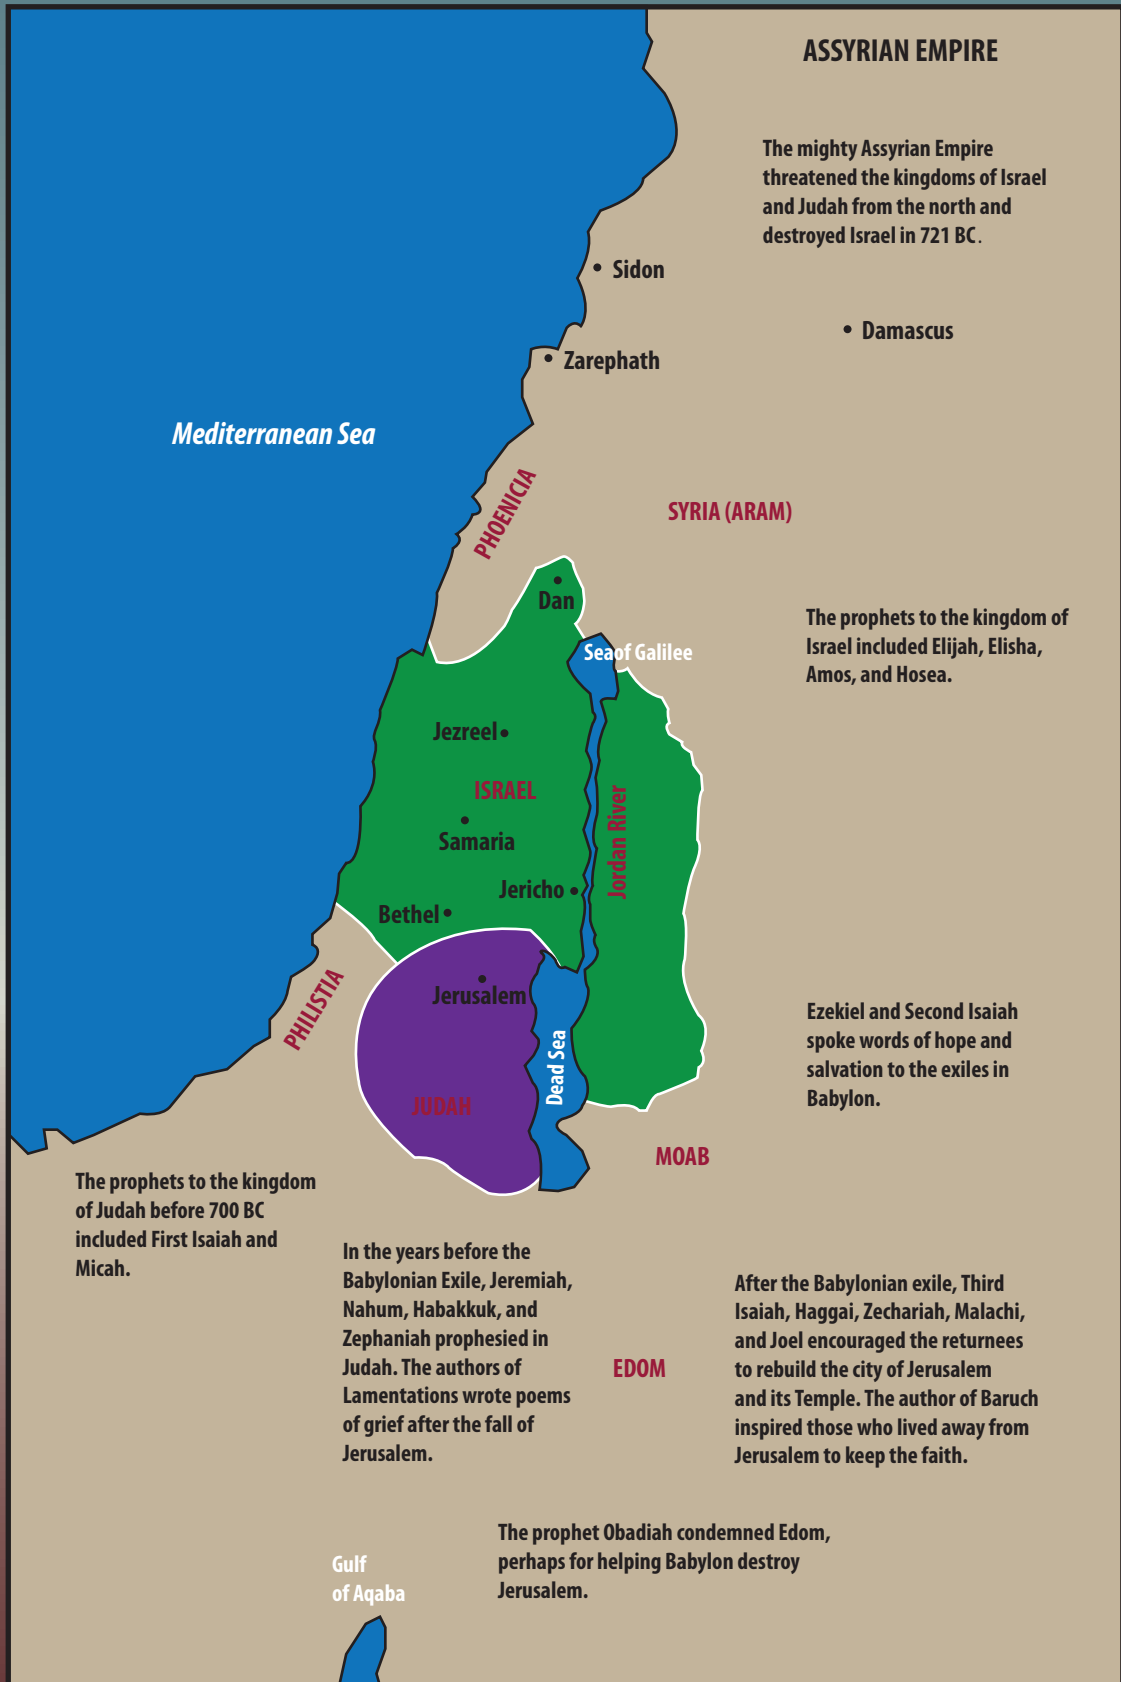 ASSYRIAN EMPIRE
The mighty Assyrian Empire
threatened the kingdoms of Israel
and Judah from the north and
destroyed Israel in 721 BC.
Sidon
Damascus
Zarephath
Mediterranean Sea
PHOENICIA
SYRIA (ARAM)
Dan
The prophets to the kingdom of
Israel included Elijah, Elisha,
Amos, and Hosea.
Seaof Galilee
Jezreel
ISRAEL
Jordan River
Samaria
Jericho
Bethel
PHILISTIA
Jerusalem
Dead Sea
JUDAH
Ezekiel and Second Isaiah
spoke words of hope and
salvation to the exiles in
Babylon.
MOAB
The prophets to the kingdom
of Judah before 700 BC
included First Isaiah and
Micah.
In the years before the
Babylonian Exile, Jeremiah,
Nahum, Habakkuk, and
Zephaniah prophesied in
Judah. The authors of
Lamentations wrote poems
of grief after the fall of
Jerusalem.
EDOM
After the Babylonian exile, Third
Isaiah, Haggai, Zechariah, Malachi,
and Joel encouraged the returnees
to rebuild the city of Jerusalem
and its Temple. The author of Baruch
inspired those who lived away from
Jerusalem to keep the faith.
The prophet Obadiah condemned Edom,
perhaps for helping Babylon destroy
Jerusalem.
Gulf
of Aqaba